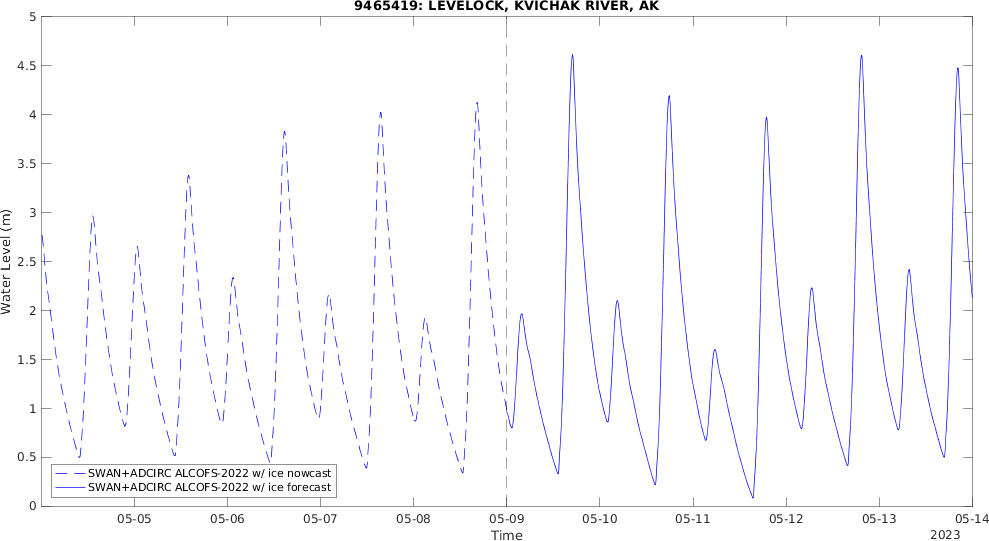 9465419: LEVELOCK, KVICHAK RIVER, AK
5
4.5
4
3.5
3
2.5
2
1.5
1
0.5
0
Water Level (m)
SWAN+ADCIRC ALCOFS-2022 w/ ice nowcast
SWAN+ADCIRC ALCOFS-2022 w/ ice forecast
05-05 05-06 05-07 05-08 05-09 05-10 05-11 05-12 05-13 05-14
Time
2023